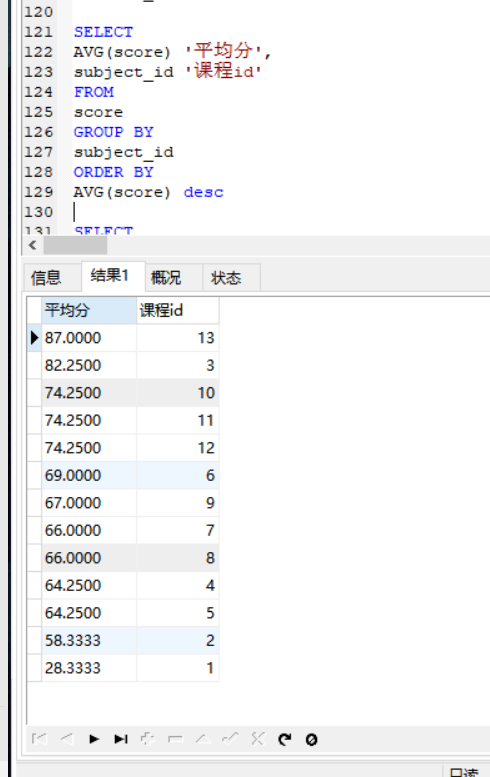 120
121 SELECT
122 AVG(score) '平均分',
123 subject_id '课程id'
124 FROM
125 score
126 GROUP BY
127 subject_id
128 ORDER BY
129 AVG(score) desc
130
131 SELECT
信息 结果1 概况 状态
平均分 课程id
87.0000 13
82.2500 3
74.2500 10
74.2500 11
74.2500 12
69.0000 6
67.0000 9
66.0000 7
66.0000 8
64.2500 4
64.2500 5
58.3333 2
28.3333 1
只读